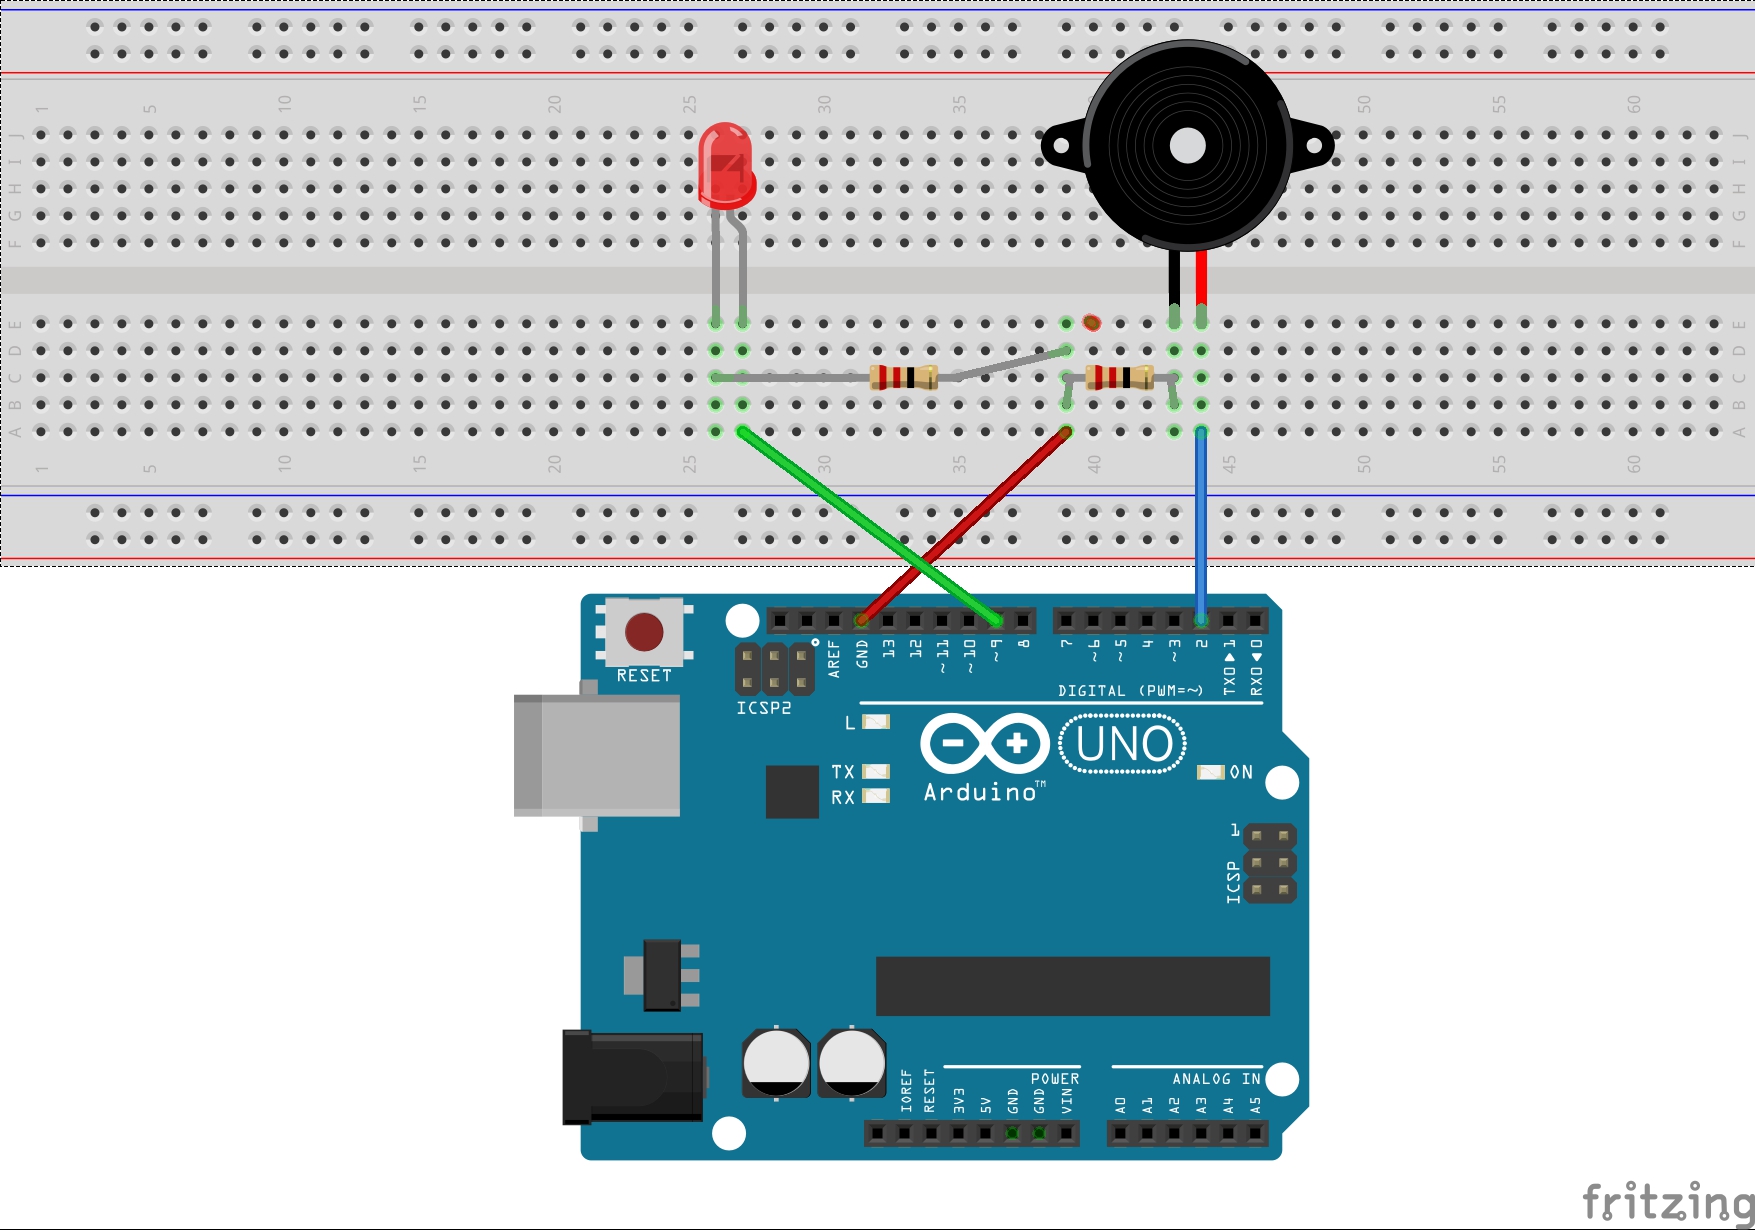 1 5 10 15 20 25 30 35 50 55 60
J J
I I
H H
G G
F F
E E
D D
C C
B B
A A
1 5 10 15 20 25 30 35 40 45 50 55 60
RESET
ICSP2
AREF
GND
13
12
~11
~10
~9
8
7
~6
~5
4
~3
2
TX0▶1
RX0◀0
DIGITAL (PWM=~)
L
TX
RX
UNO
Arduino™
ON
1
ICSP
IOREF
RESET
3V3
5V
GND
GND
VIN
POWER
ANALOG IN
A0
A1
A2
A3
A4
A5
fritzing